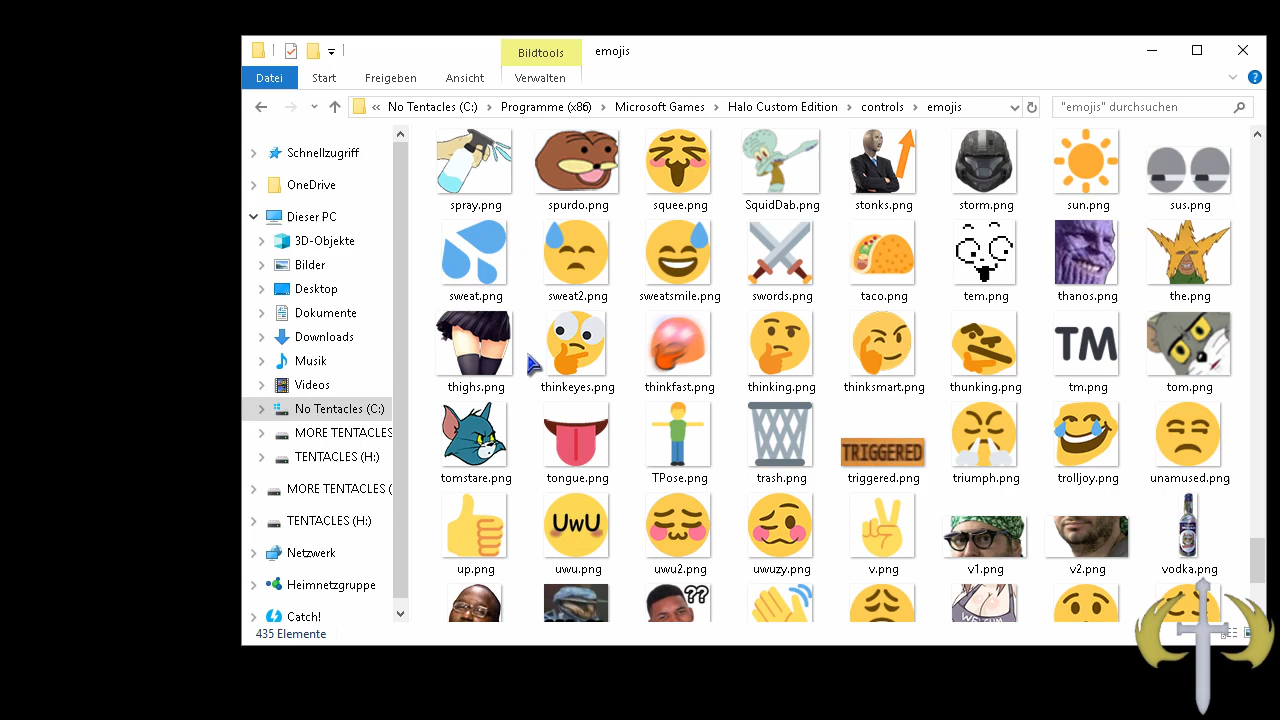 Bildtools emojis
Datei Start Freigeben Ansicht Verwalten
« No Tentacles (C:) › Programme (x86) › Microsoft Games › Halo Custom Edition › controls › emojis
"emojis" durchsuchen
Schnellzugriff
OneDrive
Dieser PC
3D-Objekte
Bilder
Desktop
Dokumente
Downloads
Musik
Videos
No Tentacles (C:)
MORE TENTACLES
TENTACLES (H:)
MORE TENTACLES (
TENTACLES (H:)
Netzwerk
Heimnetzgruppe
Catch!
spray.png spurdo.png squee.png SquidDab.png stonks.png storm.png sun.png sus.png
sweat.png sweat2.png sweatsmile.png swords.png taco.png tem.png thanos.png the.png
TM
thighs.png thinkeyes.png thinkfast.png thinking.png thinksmart.png thunking.png tm.png tom.png
TRIGGERED
tomstare.png tongue.png TPose.png trash.png triggered.png triumph.png trolljoy.png unamused.png
UwU
up.png uwu.png uwu2.png uwuzy.png v.png v1.png v2.png vodka.png
??
435 Elemente